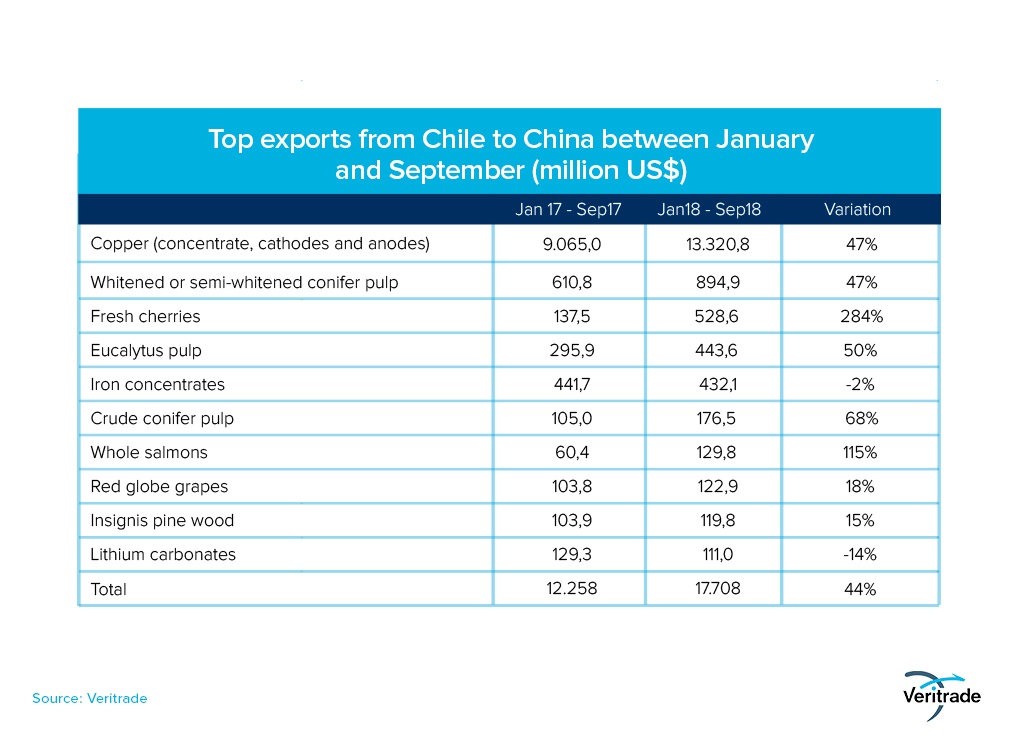 Top exports from Chile to China between January
and September (million US$)
Jan 17 - Sep17 Jan18 - Sep18 Variation
Copper (concentrate, cathodes and anodes) 9.065,0 13.320,8 47%
Whitened or semi-whitened conifer pulp 610,8 894,9 47%
Fresh cherries 137,5 528,6 284%
Eucalytus pulp 295,9 443,6 50%
Iron concentrates 441,7 432,1 -2%
Crude conifer pulp 105,0 176,5 68%
Whole salmons 60,4 129,8 115%
Red globe grapes 103,8 122,9 18%
Insignis pine wood 103,9 119,8 15%
Lithium carbonates 129,3 111,0 -14%
Total 12.258 17.708 44%
Source: Veritrade
Veritrade